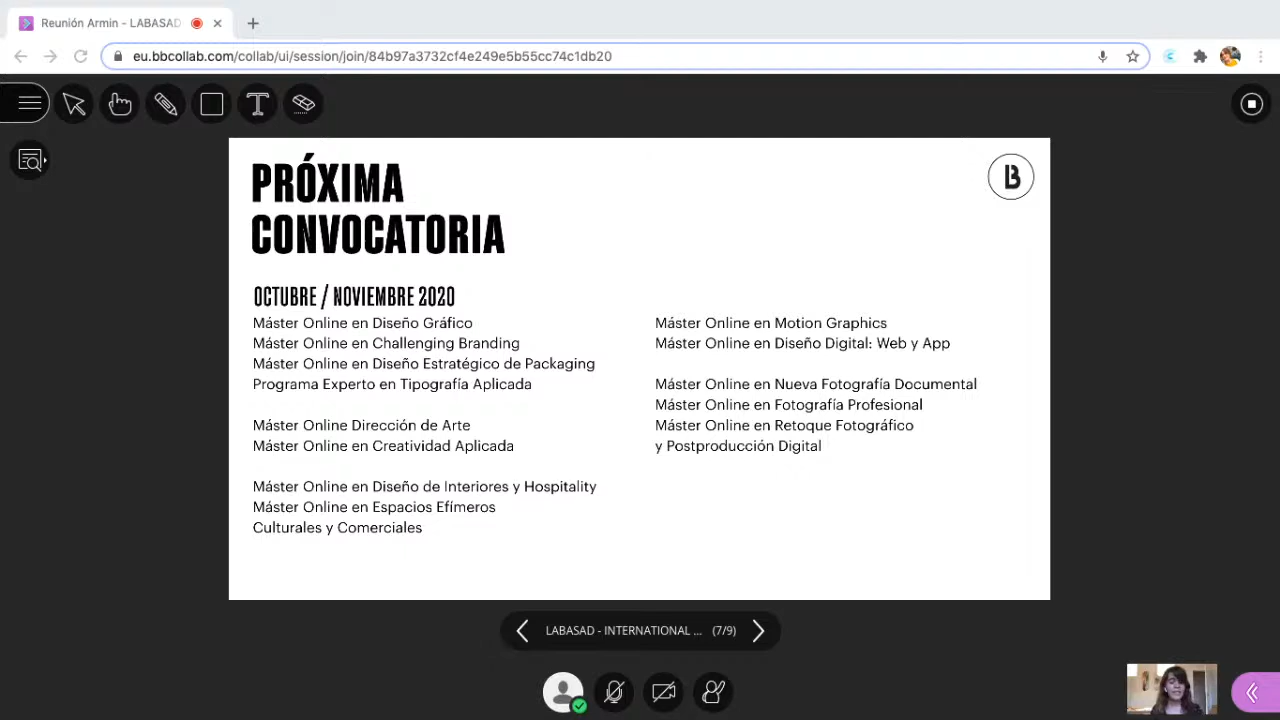 Reunión Armin - LABASAD
eu.bbcollab.com/collab/ui/session/join/84b97a3732cf4e249e5b55cc74c1db20
PRÓXIMA
CONVOCATORIA
B
OCTUBRE / NOVIEMBRE 2020
Máster Online en Diseño Gráfico
Máster Online en Challenging Branding
Máster Online en Diseño Estratégico de Packaging
Programa Experto en Tipografía Aplicada
Máster Online Dirección de Arte
Máster Online en Creatividad Aplicada
Máster Online en Diseño de Interiores y Hospitality
Máster Online en Espacios Efímeros
Culturales y Comerciales
Máster Online en Motion Graphics
Máster Online en Diseño Digital: Web y App
Máster Online en Nueva Fotografía Documental
Máster Online en Fotografía Profesional
Máster Online en Retoque Fotográfico
y Postproducción Digital
LABASAD - INTERNATIONAL ... (7/9)